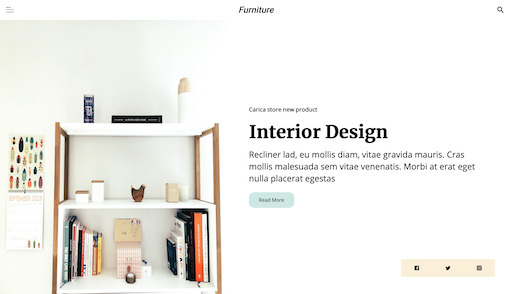 Furniture
Carica store new product
Interior Design
Recliner lad, eu mollis diam, vitae gravida mauris. Cras
mollis malesuada sem vitae venenatis. Morbi at erat eget
nulla placerat egestas
Read More
SEPTEMBER